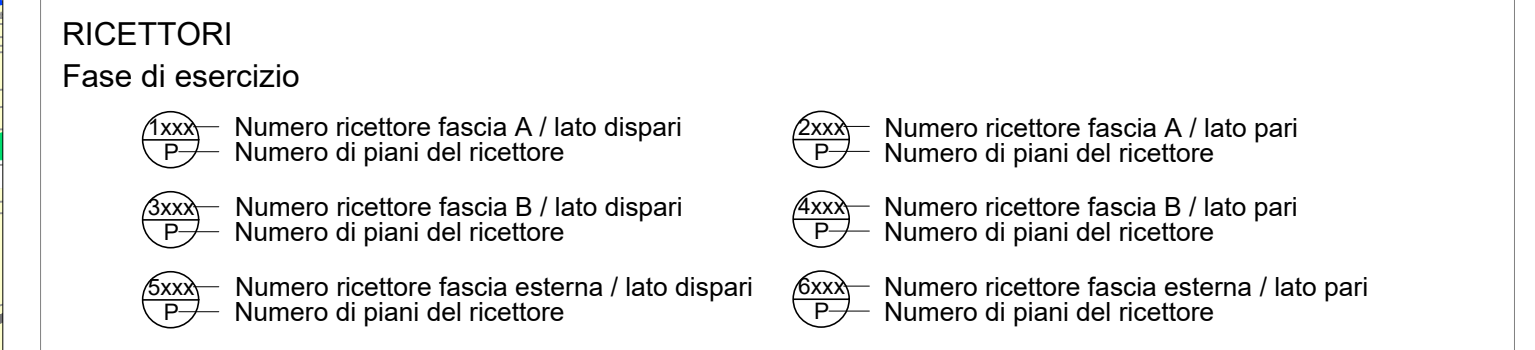 RICETTORI
Fase di esercizio
1xxx Numero ricettore fascia A / lato dispari
P Numero di piani del ricettore
2xxx Numero ricettore fascia A / lato pari
P Numero di piani del ricettore
3xxx Numero ricettore fascia B / lato dispari
P Numero di piani del ricettore
4xxx Numero ricettore fascia B / lato pari
P Numero di piani del ricettore
5xxx Numero ricettore fascia esterna / lato dispari
P Numero di piani del ricettore
6xxx Numero ricettore fascia esterna / lato pari
P Numero di piani del ricettore